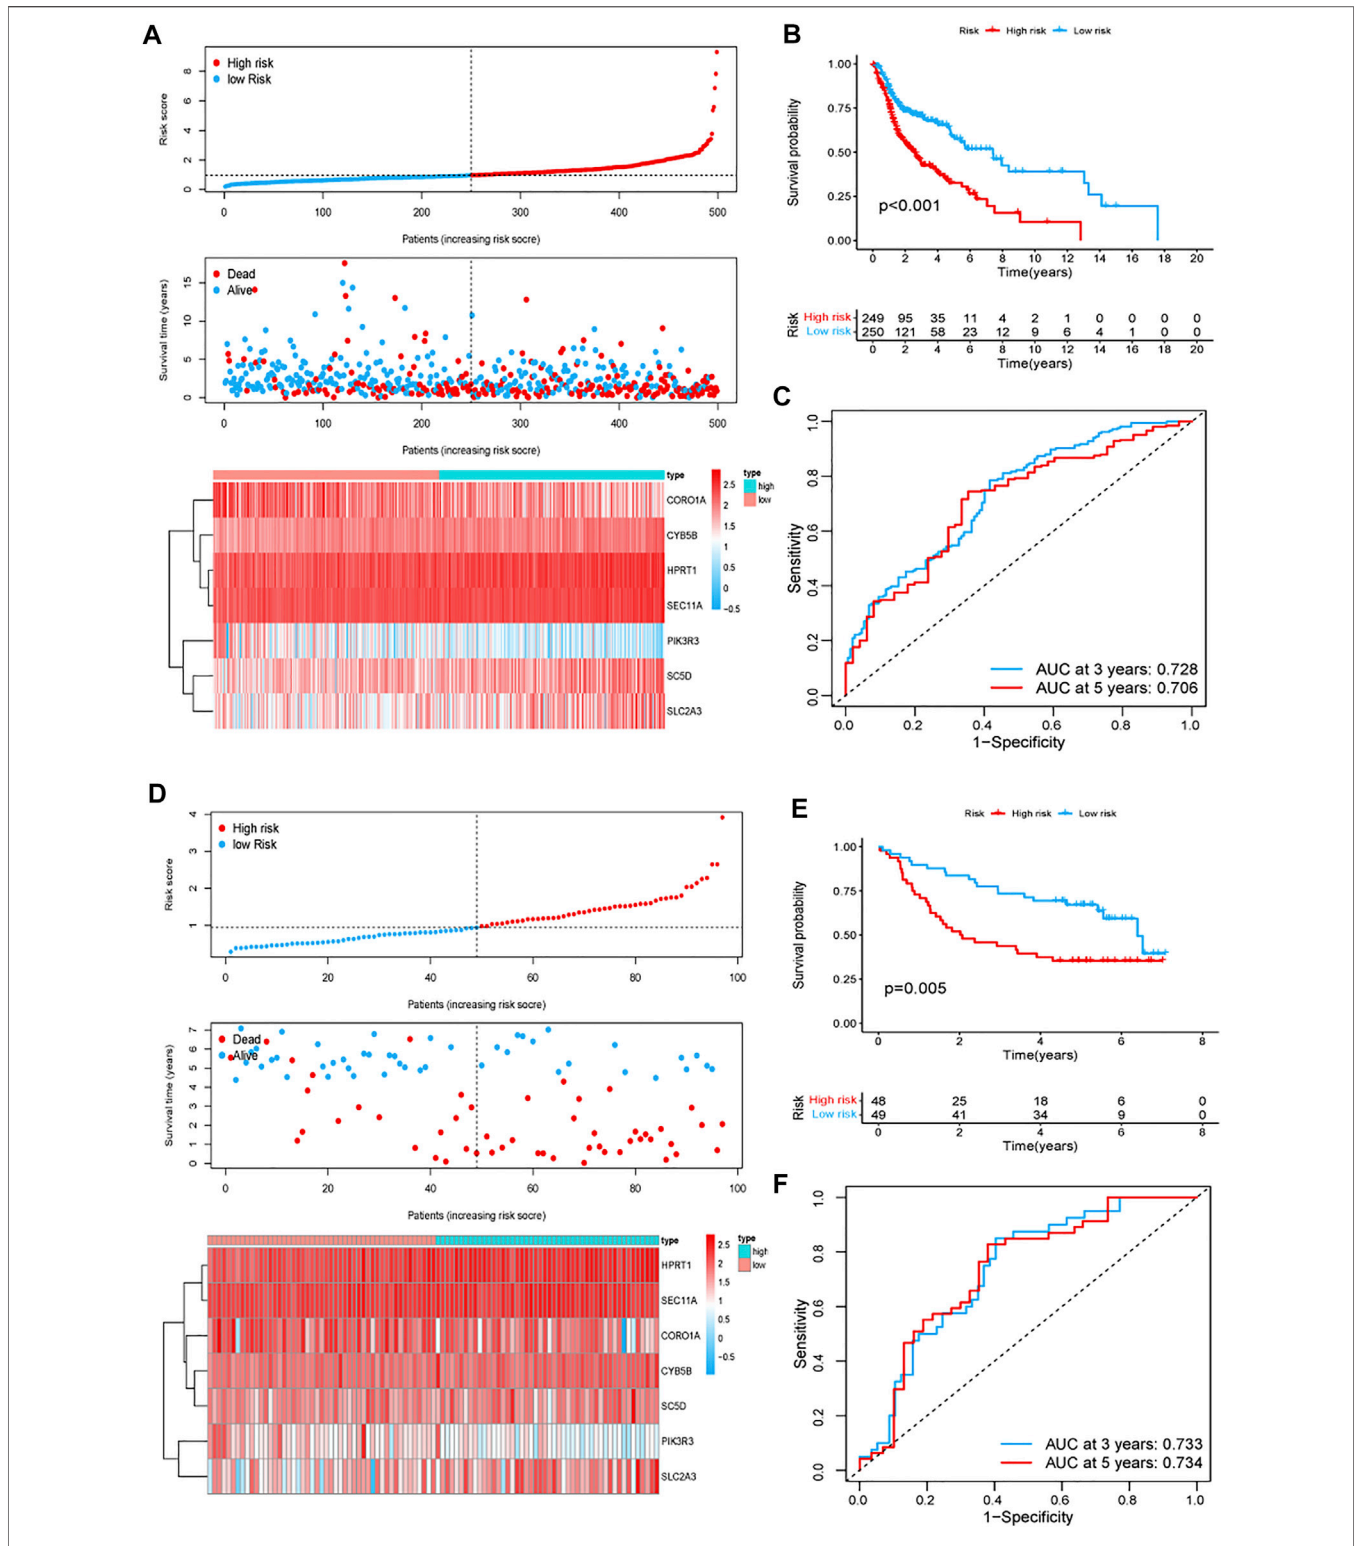 A
High risk
low Risk
Risk score
0 2 4 6 8
0 100 200 300 400 500
Patients (increasing risk socre)
Dead
Alive
Survival time (years)
0 5 10 15
0 100 200 300 400 500
Patients (increasing risk socre)
type
CORO1A
CYB5B
HPRT1
SEC11A
PIK3R3
SC5D
SLC2A3
2.5
2
1.5
1
0.5
0
−0.5
type
high
low
B
Risk High risk Low risk
Survival probability
1.00
0.75
0.50
0.25
0.00
p<0.001
0 2 4 6 8 10 12 14 16 18 20
Time(years)
Risk
High risk 249 95 35 11 4 2 1 0 0 0 0
Low risk 250 121 58 23 12 9 6 4 1 0 0
0 2 4 6 8 10 12 14 16 18 20
Time(years)
C
Sensitivity
0.0 0.2 0.4 0.6 0.8 1.0
AUC at 3 years: 0.728
AUC at 5 years: 0.706
0.0 0.2 0.4 0.6 0.8 1.0
1−Specificity
D
High risk
low Risk
Risk score
1 2 3 4
0 20 40 60 80 100
Patients (increasing risk socre)
Dead
Alive
Survival time (years)
0 1 2 3 4 5 6 7
0 20 40 60 80 100
Patients (increasing risk socre)
type
HPRT1
SEC11A
CORO1A
CYB5B
SC5D
PIK3R3
SLC2A3
2.5
2
1.5
1
0.5
0
−0.5
type
high
low
E
Risk High risk Low risk
Survival probability
1.00
0.75
0.50
0.25
0.00
p=0.005
0 2 4 6 8
Time(years)
Risk
High risk 48 25 18 6 0
Low risk 49 41 34 9 0
0 2 4 6 8
Time(years)
F
Sensitivity
0.0 0.2 0.4 0.6 0.8 1.0
AUC at 3 years: 0.733
AUC at 5 years: 0.734
0.0 0.2 0.4 0.6 0.8 1.0
1−Specificity